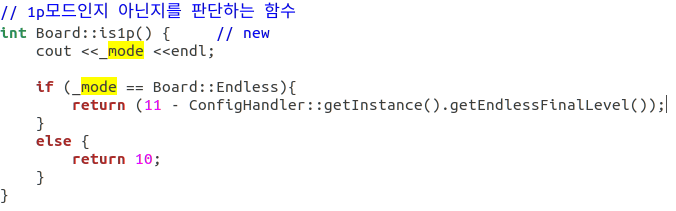 // 1p모드인지 아닌지를 판단하는 함수
int Board::is1p() {     // new
    cout <<_mode <<endl;

    if (_mode == Board::Endless){
        return (11 - ConfigHandler::getInstance().getEndlessFinalLevel());
    }
    else {
        return 10;
    }
}